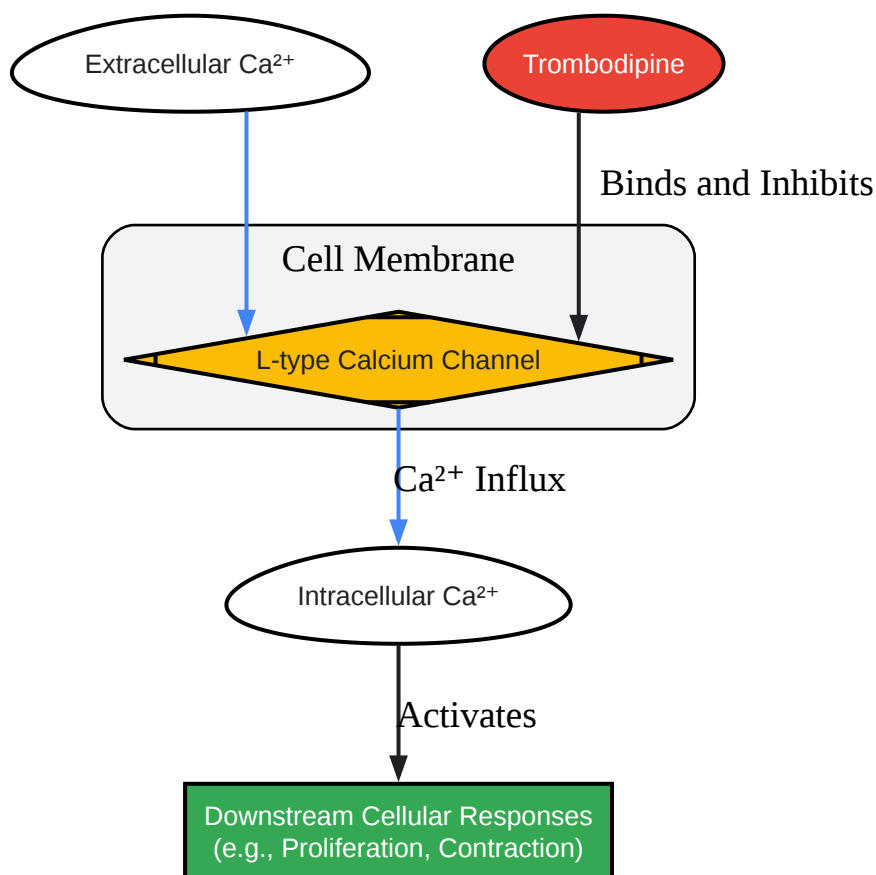 Extracellular Ca²⁺
Trombodipine
Binds and Inhibits
Cell Membrane
L-type Calcium Channel
Ca²⁺ Influx
Intracellular Ca²⁺
Activates
Downstream Cellular Responses
(e.g., Proliferation, Contraction)